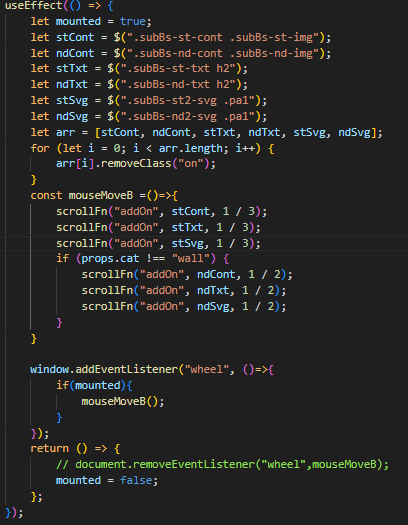 useEffect(() => {
let mounted = true;
let stCont = $(".subBs-st-cont .subBs-st-img");
let ndCont = $(".subBs-nd-cont .subBs-nd-img");
let stTxt = $(".subBs-st-txt h2");
let ndTxt = $(".subBs-nd-txt h2");
let stSvg = $(".subBs-st2-svg .pa1");
let ndSvg = $(".subBs-nd2-svg .pa1");
let arr = [stCont, ndCont, stTxt, ndTxt, stSvg, ndSvg];
for (let i = 0; i < arr.length; i++) {
arr[i].removeClass("on");
}
const mouseMoveB =()=>{
scrollFn("addOn", stCont, 1 / 3);
scrollFn("addOn", stTxt, 1 / 3);
scrollFn("addOn", stSvg, 1 / 3);
if (props.cat !== "wall") {
scrollFn("addOn", ndCont, 1 / 2);
scrollFn("addOn", ndTxt, 1 / 2);
scrollFn("addOn", ndSvg, 1 / 2);
}
}
window.addEventListener("wheel", ()=>{
if(mounted){
mouseMoveB();
}
});
return () => {
// document.removeEventListener("wheel",mouseMoveB);
mounted = false;
};
});